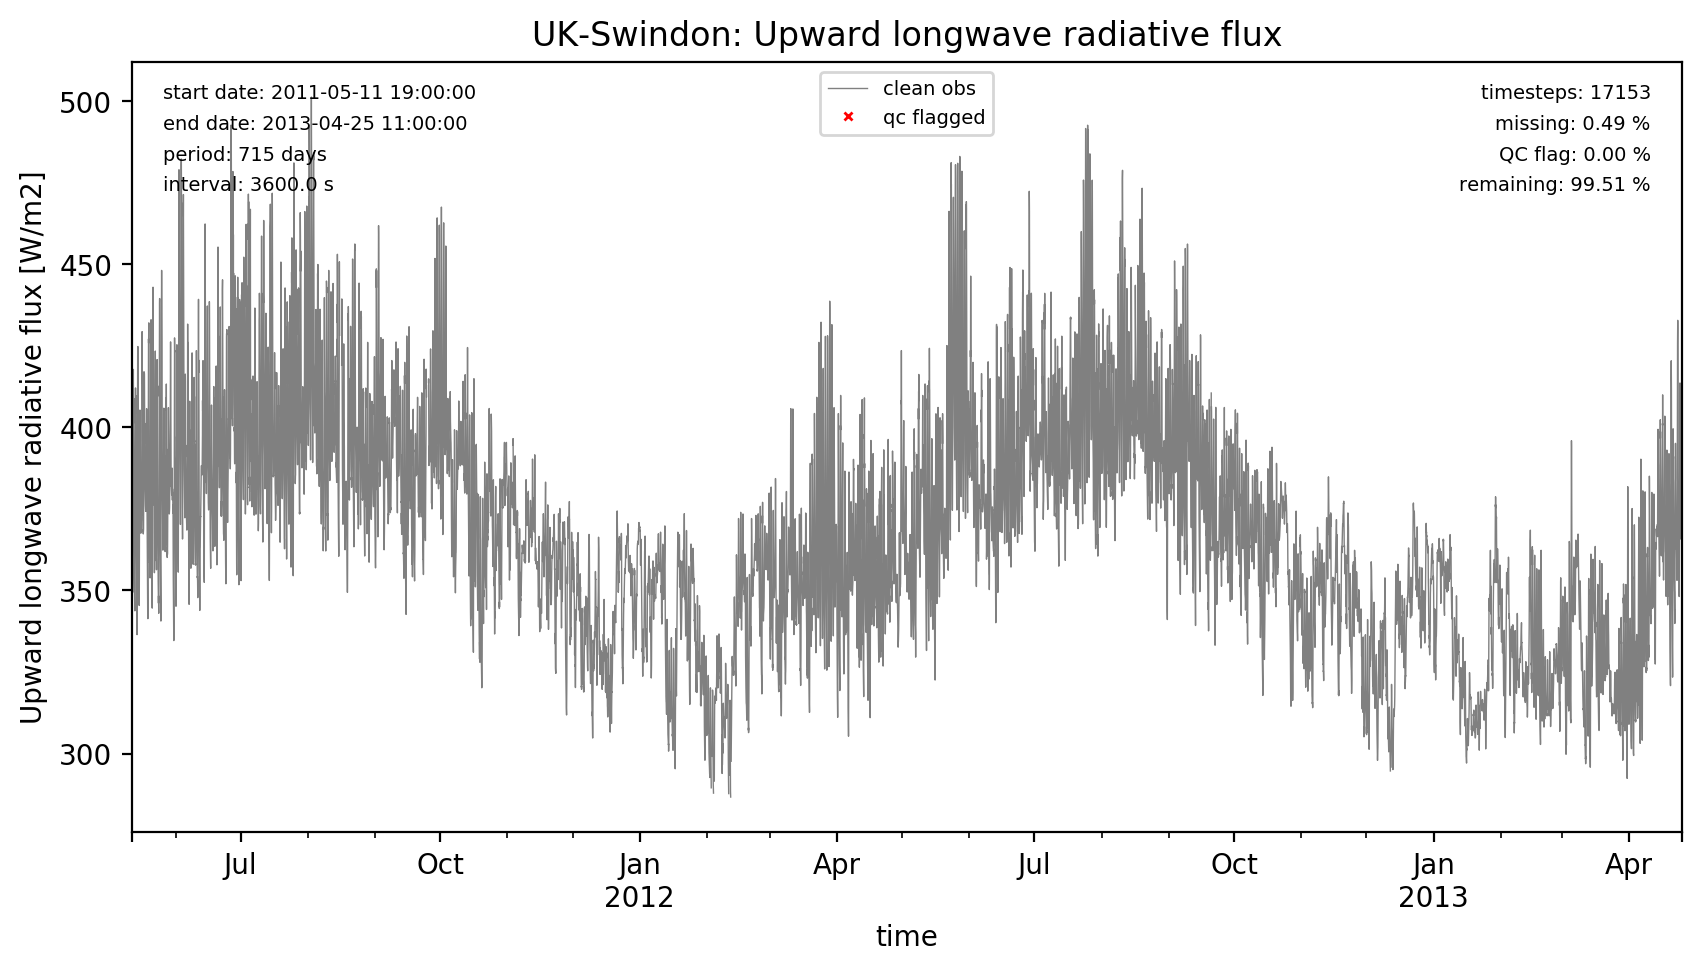 UK-Swindon: Upward longwave radiative flux
start date: 2011-05-11 19:00:00
end date: 2013-04-25 11:00:00
period: 715 days
interval: 3600.0 s
clean obs
qc flagged
timesteps: 17153
missing: 0.49 %
QC flag: 0.00 %
remaining: 99.51 %
Upward longwave radiative flux [W/m2]
500
450
400
350
300
Jul
Oct
Jan
2012
Apr
Jul
Oct
Jan
2013
Apr
time